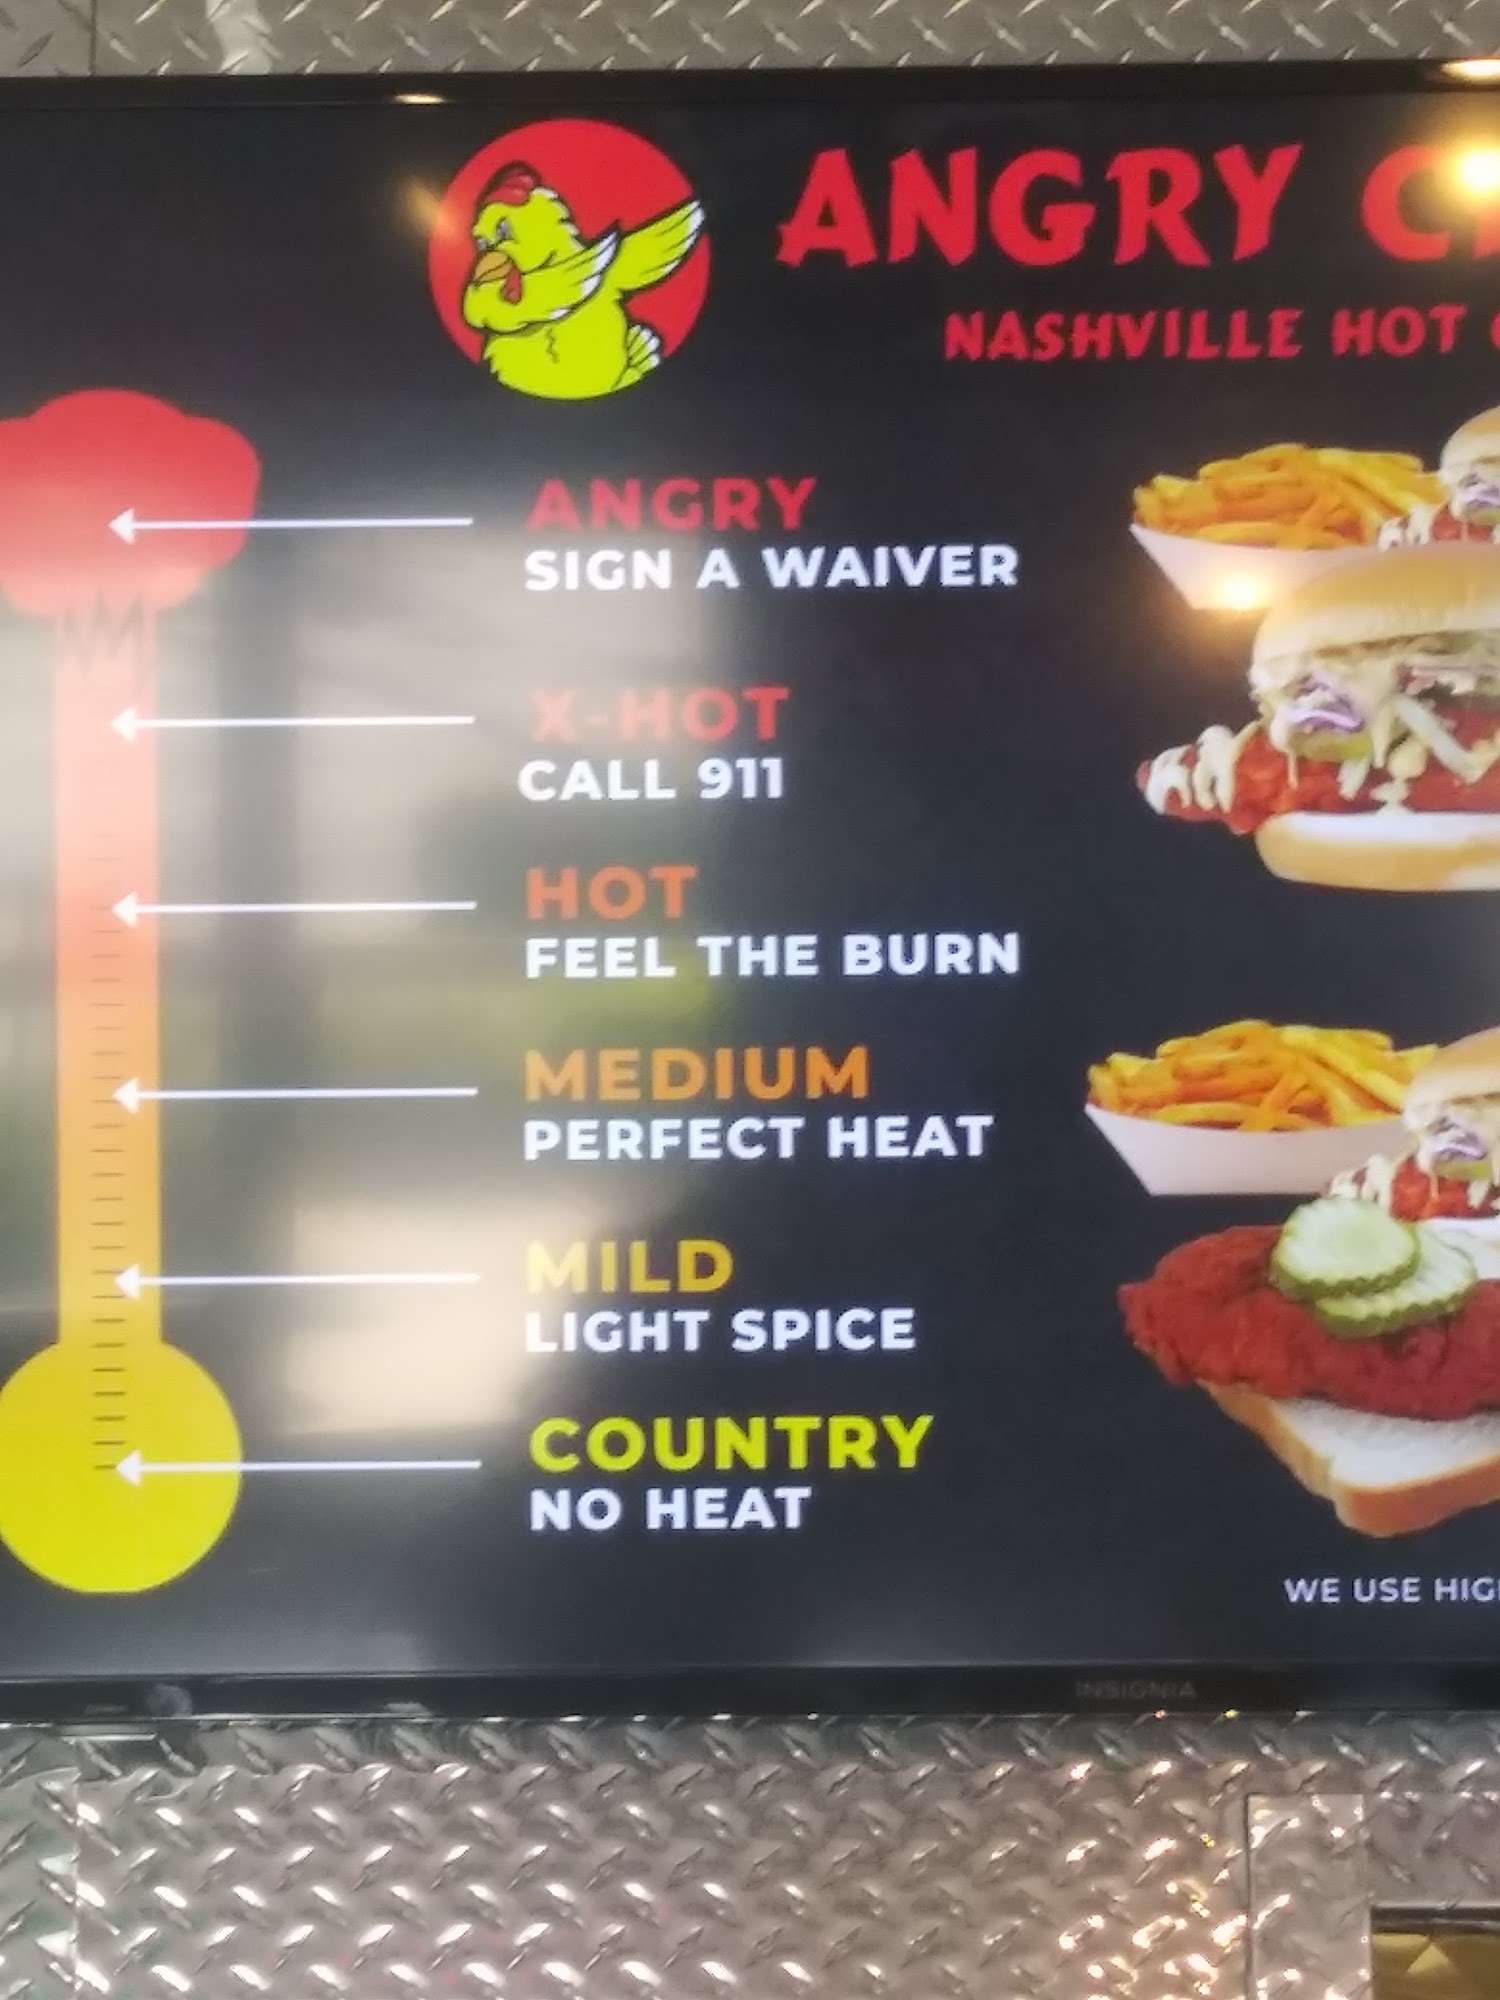 ANGRY
NASHVILLE HOT
ANGRY
SIGN A WAIVER
X-HOT
CALL 911
HOT
FEEL THE BURN
MEDIUM
PERFECT HEAT
MILD
LIGHT SPICE
COUNTRY
NO HEAT
WE USE
INSIGNIA